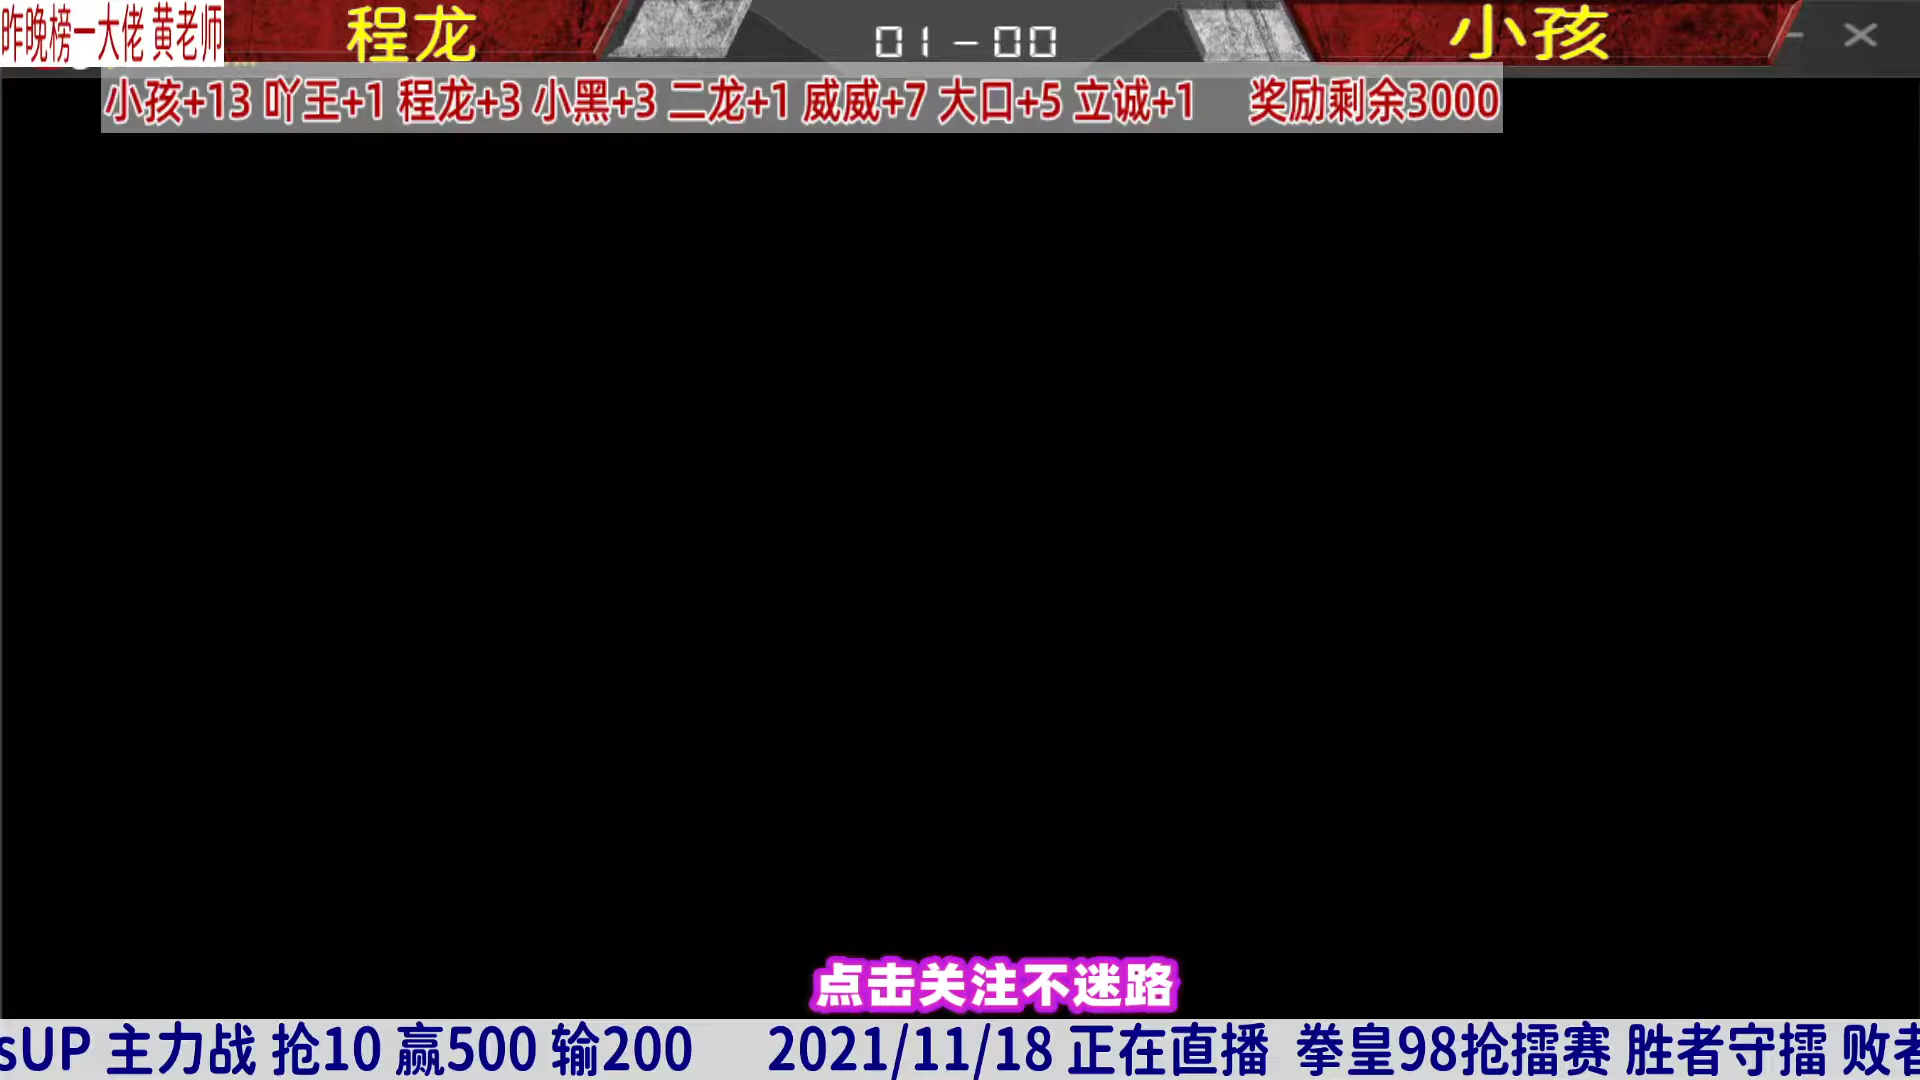 昨晚榜一大佬 黄老师
程龙
01-00
小孩
小孩+13 吖王+1 程龙+3 小黑+3 二龙+1 威威+7 大口+5 立诚+1 奖励剩余3000
点击关注不迷路
sUP 主力战 抢10 赢500 输200 2021/11/18 正在直播 拳皇98抢擂赛 胜者守擂 败者